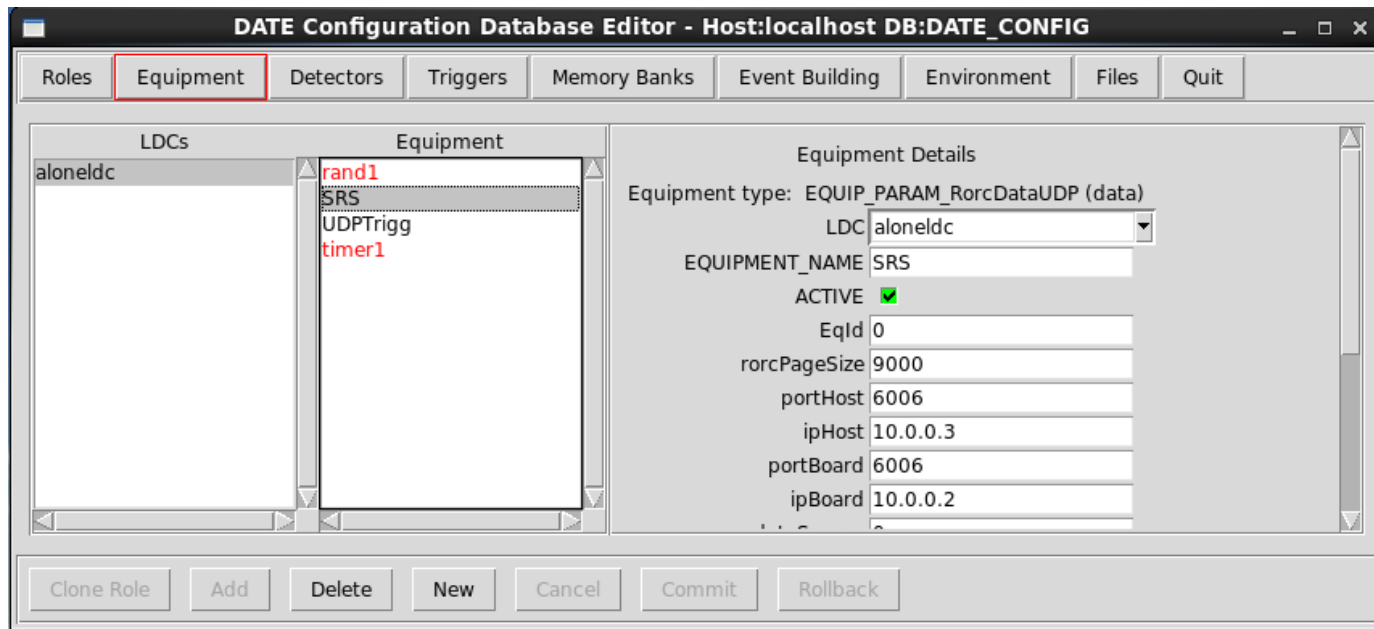 DATE Configuration Database Editor - Host:localhost DB:DATE_CONFIG
Roles Equipment Detectors Triggers Memory Banks Event Building Environment Files Quit
LDCs
aloneldc
Equipment
rand1
SRS
UDPTrigg
timer1
Equipment Details
Equipment type: EQUIP_PARAM_RorcDataUDP (data)
LDC aloneldc
EQUIPMENT_NAME SRS
ACTIVE
EqId 0
rorcPageSize 9000
portHost 6006
ipHost 10.0.0.3
portBoard 6006
ipBoard 10.0.0.2
Clone Role Add Delete New Cancel Commit Rollback